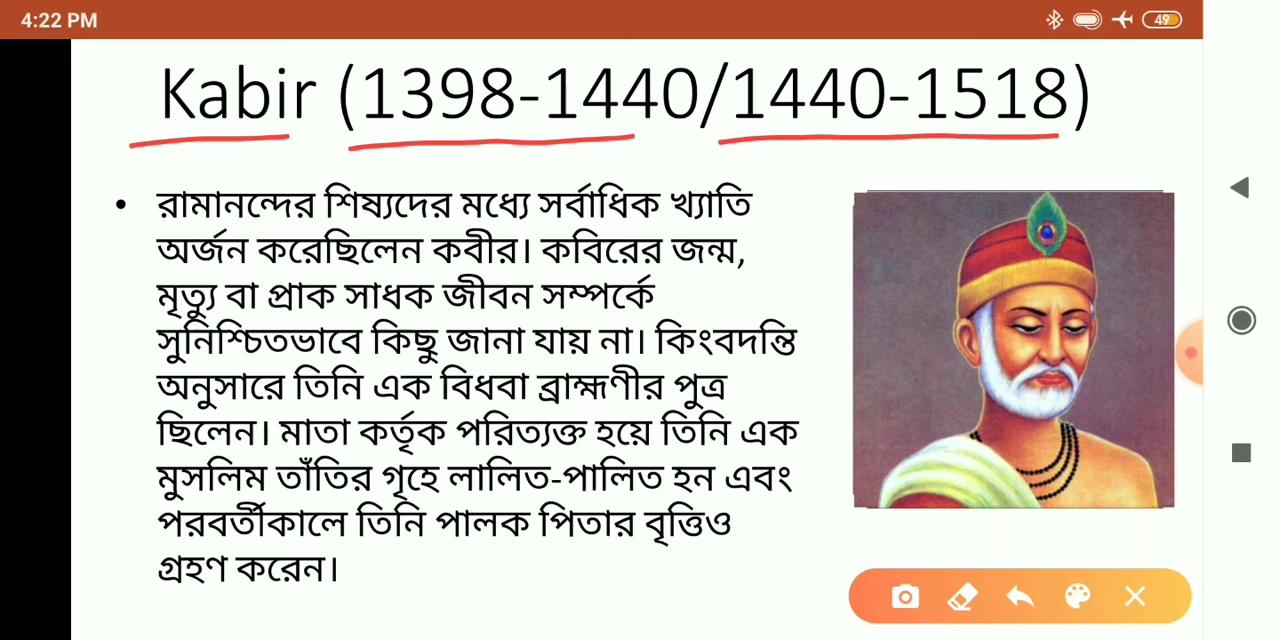 4:22 PM
49
Kabir (1398-1440/1440-1518)
• রামানন্দের শিষ্যদের মধ্যে সর্বাধিক খ্যাতি
অর্জন করেছিলেন কবীর। কবিরের জন্ম,
মৃত্যু বা প্রাক সাধক জীবন সম্পর্কে
সুনিশ্চিতভাবে কিছু জানা যায় না। কিংবদন্তি
অনুসারে তিনি এক বিধবা ব্রাহ্মণীর পুত্র
ছিলেন। মাতা কর্তৃক পরিত্যক্ত হয়ে তিনি এক
মুসলিম তাঁতির গৃহে লালিত-পালিত হন এবং
পরবর্তীকালে তিনি পালক পিতার বৃত্তিও
গ্রহণ করেন।